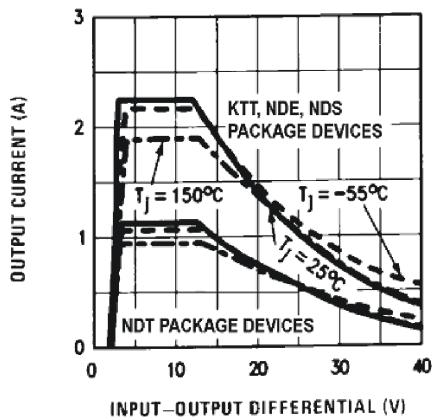 3
2
1
0
OUTPUT CURRENT (A)
KTT, NDE, NDS
PACKAGE DEVICES
TJ = 150°C
TJ = -55°C
TJ = 25°C
NDT PACKAGE DEVICES
0 10 20 30 40
INPUT–OUTPUT DIFFERENTIAL (V)